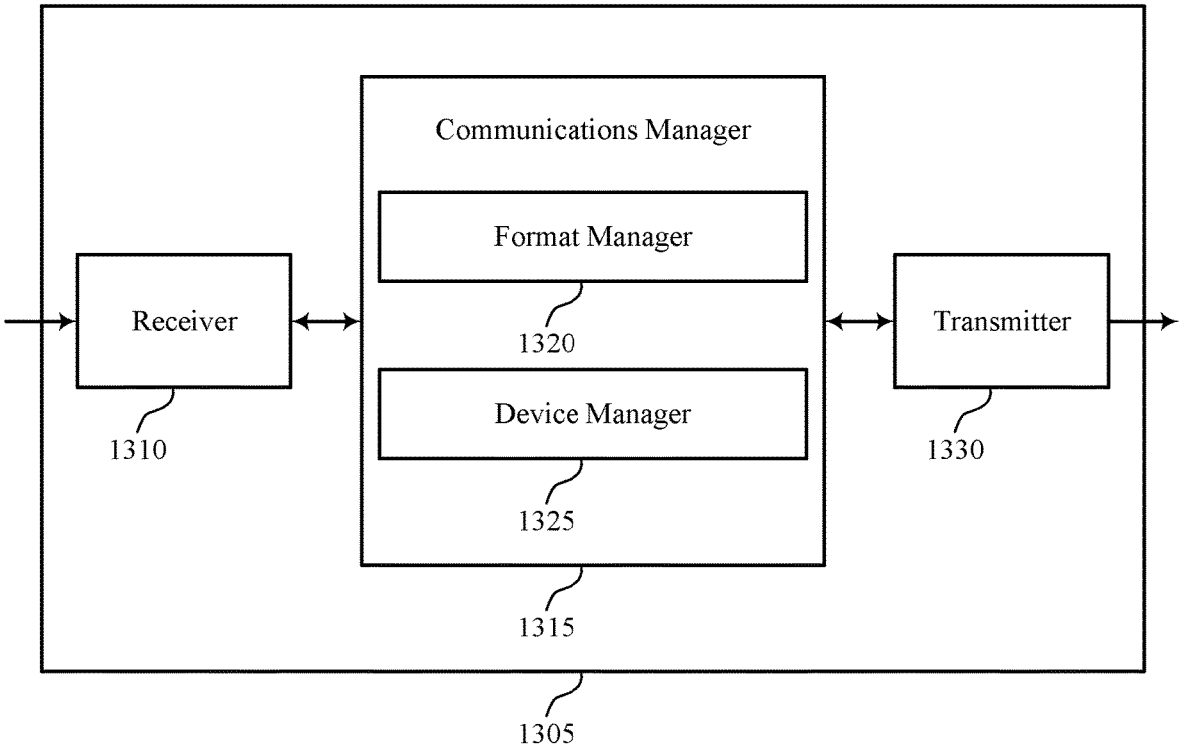 Communications Manager
Format Manager
1320
Receiver
1310
Transmitter
1330
Device Manager
1325
1315
1305